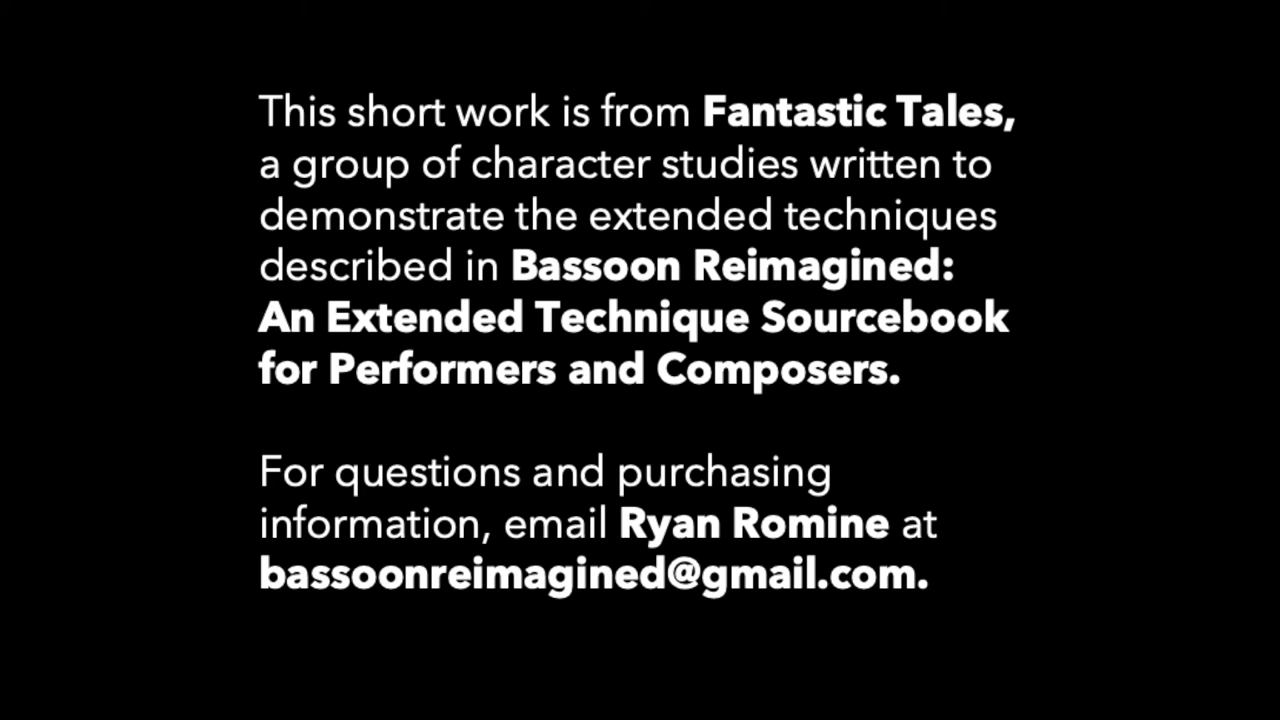 This short work is from Fantastic Tales,
a group of character studies written to
demonstrate the extended techniques
described in Bassoon Reimagined:
An Extended Technique Sourcebook
for Performers and Composers.
For questions and purchasing
information, email Ryan Romine at
bassoonreimagined@gmail.com.